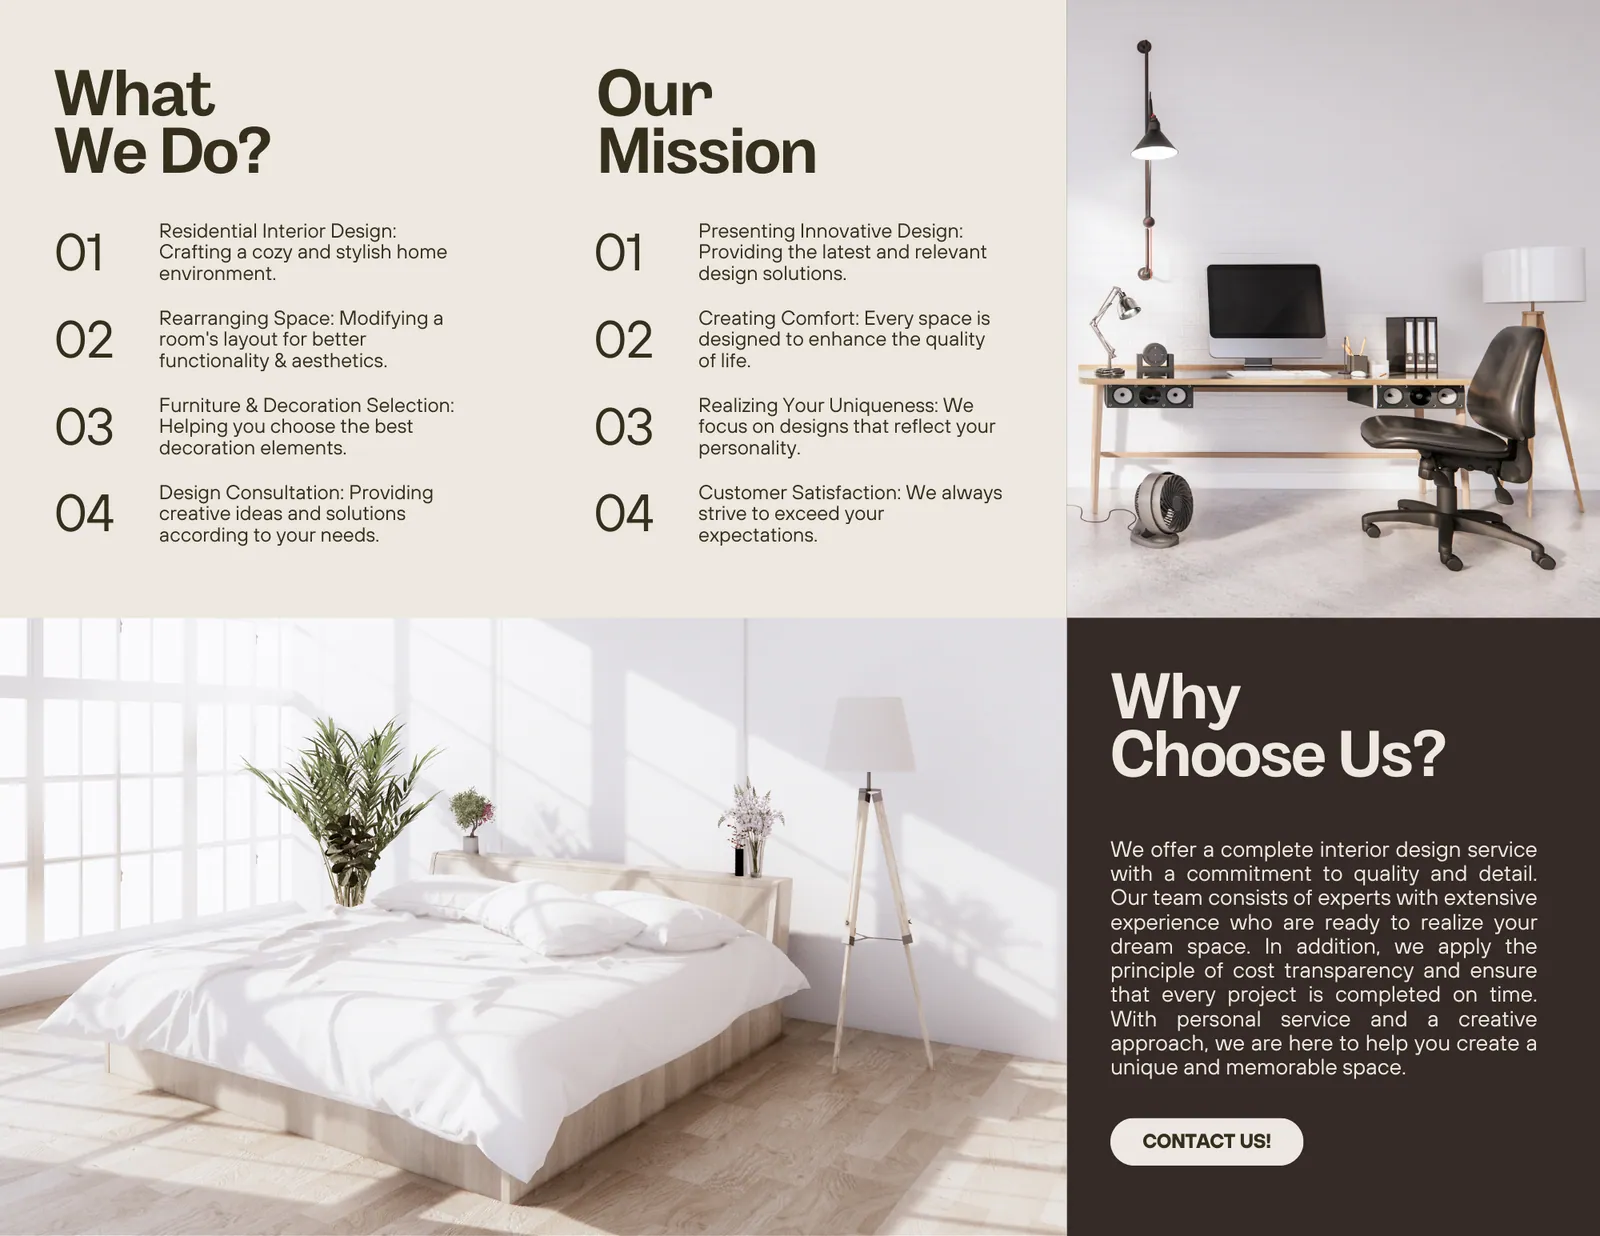 What
We Do?
01
Residential Interior Design:
Crafting a cozy and stylish home
environment.
02
Rearranging Space: Modifying a
room's layout for better
functionality & aesthetics.
03
Furniture & Decoration Selection:
Helping you choose the best
decoration elements.
04
Design Consultation: Providing
creative ideas and solutions
according to your needs.
Our
Mission
01
Presenting Innovative Design:
Providing the latest and relevant
design solutions.
02
Creating Comfort: Every space is
designed to enhance the quality
of life.
03
Realizing Your Uniqueness: We
focus on designs that reflect your
personality.
04
Customer Satisfaction: We always
strive to exceed your
expectations.
Why
Choose Us?
We offer a complete interior design service
with a commitment to quality and detail.
Our team consists of experts with extensive
experience who are ready to realize your
dream space. In addition, we apply the
principle of cost transparency and ensure
that every project is completed on time.
With personal service and a creative
approach, we are here to help you create a
unique and memorable space.
CONTACT US!